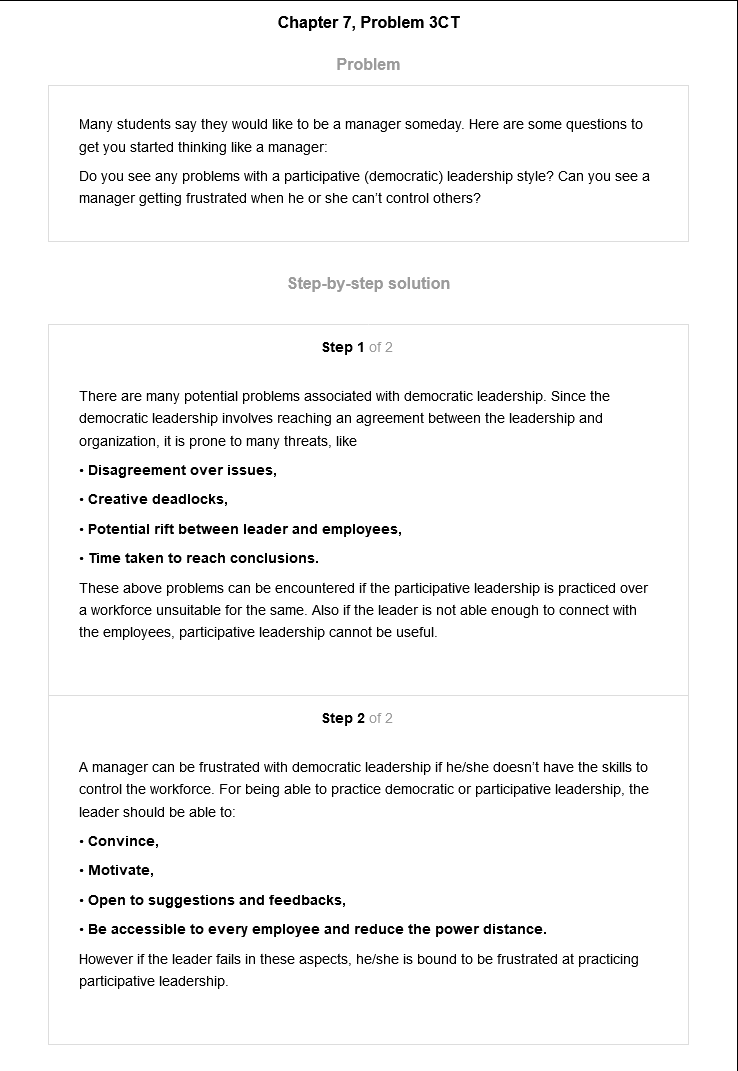 Chapter 7, Problem 3CT
Problem
Many students say they would like to be a manager someday. Here are some questions to
get you started thinking like a manager:
Do you see any problems with a participative (democratic) leadership style? Can you see a
manager getting frustrated when he or she can’t control others?
Step-by-step solution
Step 1 of 2
There are many potential problems associated with democratic leadership. Since the
democratic leadership involves reaching an agreement between the leadership and
organization, it is prone to many threats, like
• Disagreement over issues,
• Creative deadlocks,
• Potential rift between leader and employees,
• Time taken to reach conclusions.
These above problems can be encountered if the participative leadership is practiced over
a workforce unsuitable for the same. Also if the leader is not able enough to connect with
the employees, participative leadership cannot be useful.
Step 2 of 2
A manager can be frustrated with democratic leadership if he/she doesn’t have the skills to
control the workforce. For being able to practice democratic or participative leadership, the
leader should be able to:
• Convince,
• Motivate,
• Open to suggestions and feedbacks,
• Be accessible to every employee and reduce the power distance.
However if the leader fails in these aspects, he/she is bound to be frustrated at practicing
participative leadership.